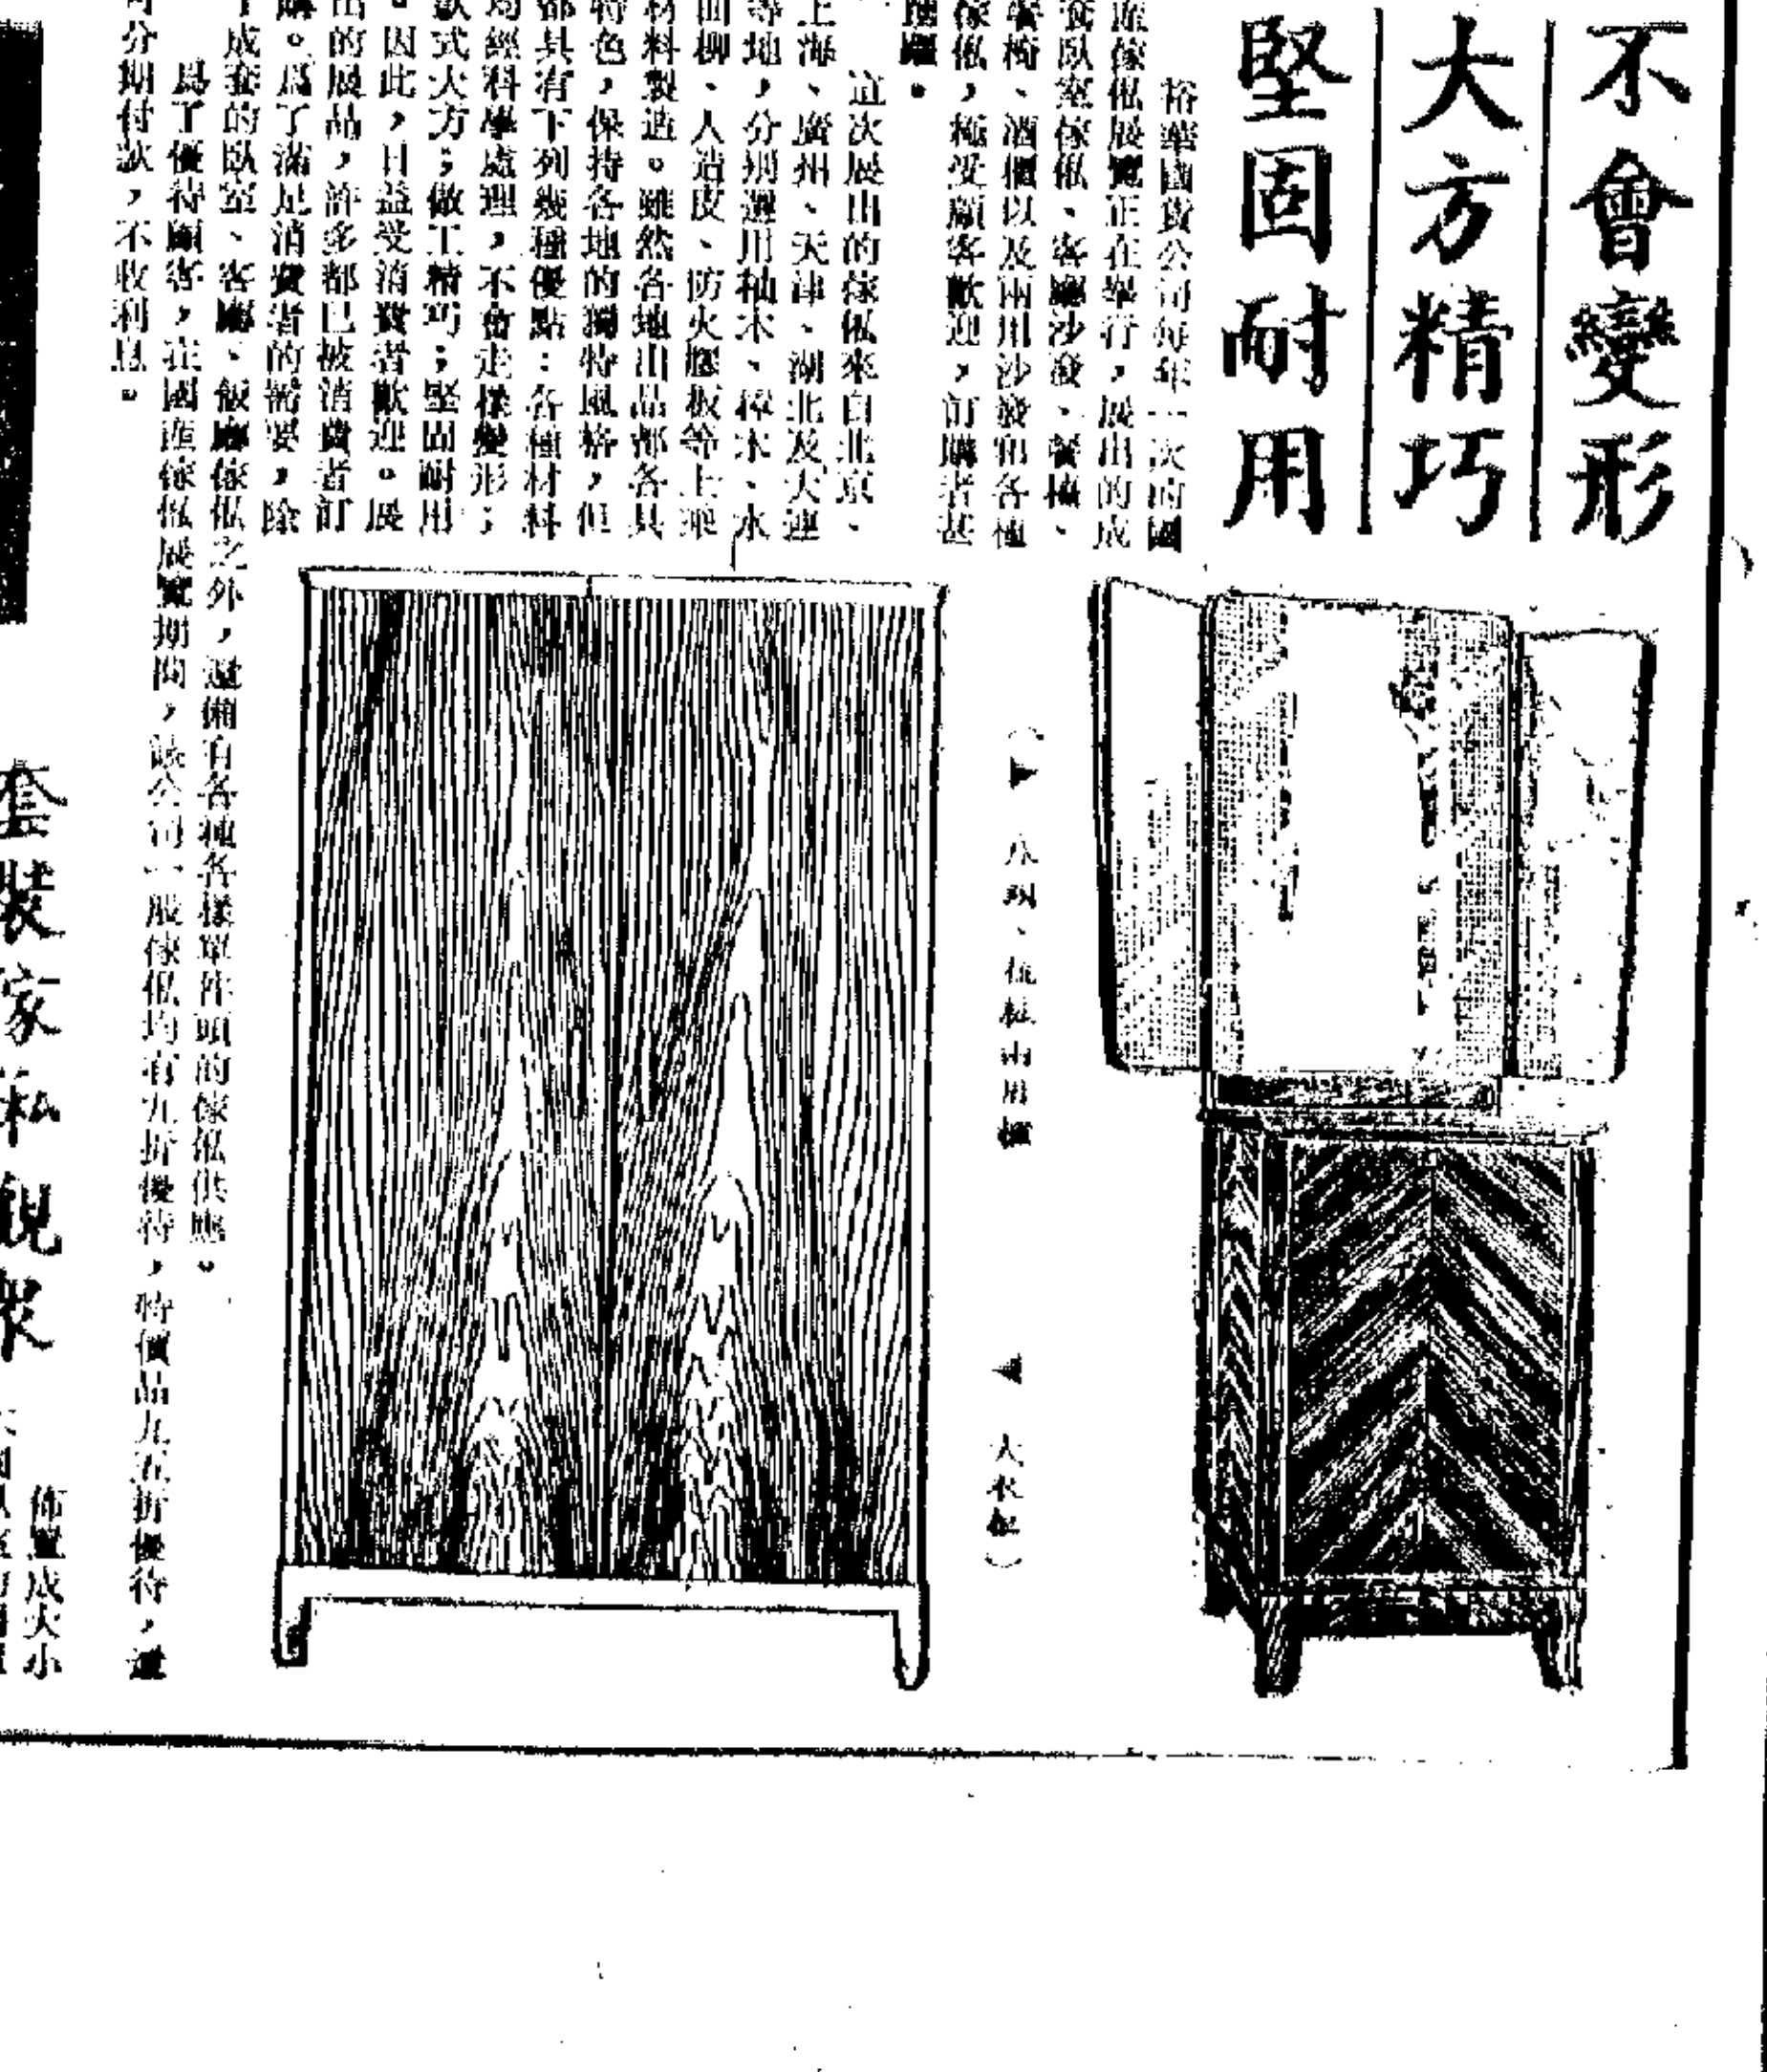 不會變形
大方精巧
堅固耐用
裕華國貨公司每年一次的國
產傢俬展覽正在舉行，展出的成
套臥室傢俬、客廳沙發、餐檯、
餐椅、酒櫃以及兩用沙發和各種
傢俬，極受顧客歡迎，訂購者甚
踴躍。
這次展出的傢俬來自北京、
上海、廣州、天津、湖北及大連
等地，分別選用柚木、樟木、水
曲柳、人造皮、防火膠板等上乘
材料製造。雖然各地出品都各具
特色，保持各地的獨特風格，但
都具有下列幾種優點：各種材料
均經科學處理，不會走樣變形；
款式大方；做工精巧；堅固耐用
。因此，日益受消費者歡迎。展
出的展品，許多都已被消費者訂
購。爲了滿足消費者的需要，除
了成套的臥室、客廳、飯廳傢俬之外，還備有各種各樣單件頭的傢俬供應。
爲了優待顧客，在國產傢俬展覽期間，該公司一般傢俬均有九折優待，特價品九五折優待，還
可分期付款，不收利息。
大衣櫃）
套裝家私觀衆
佈置成大小